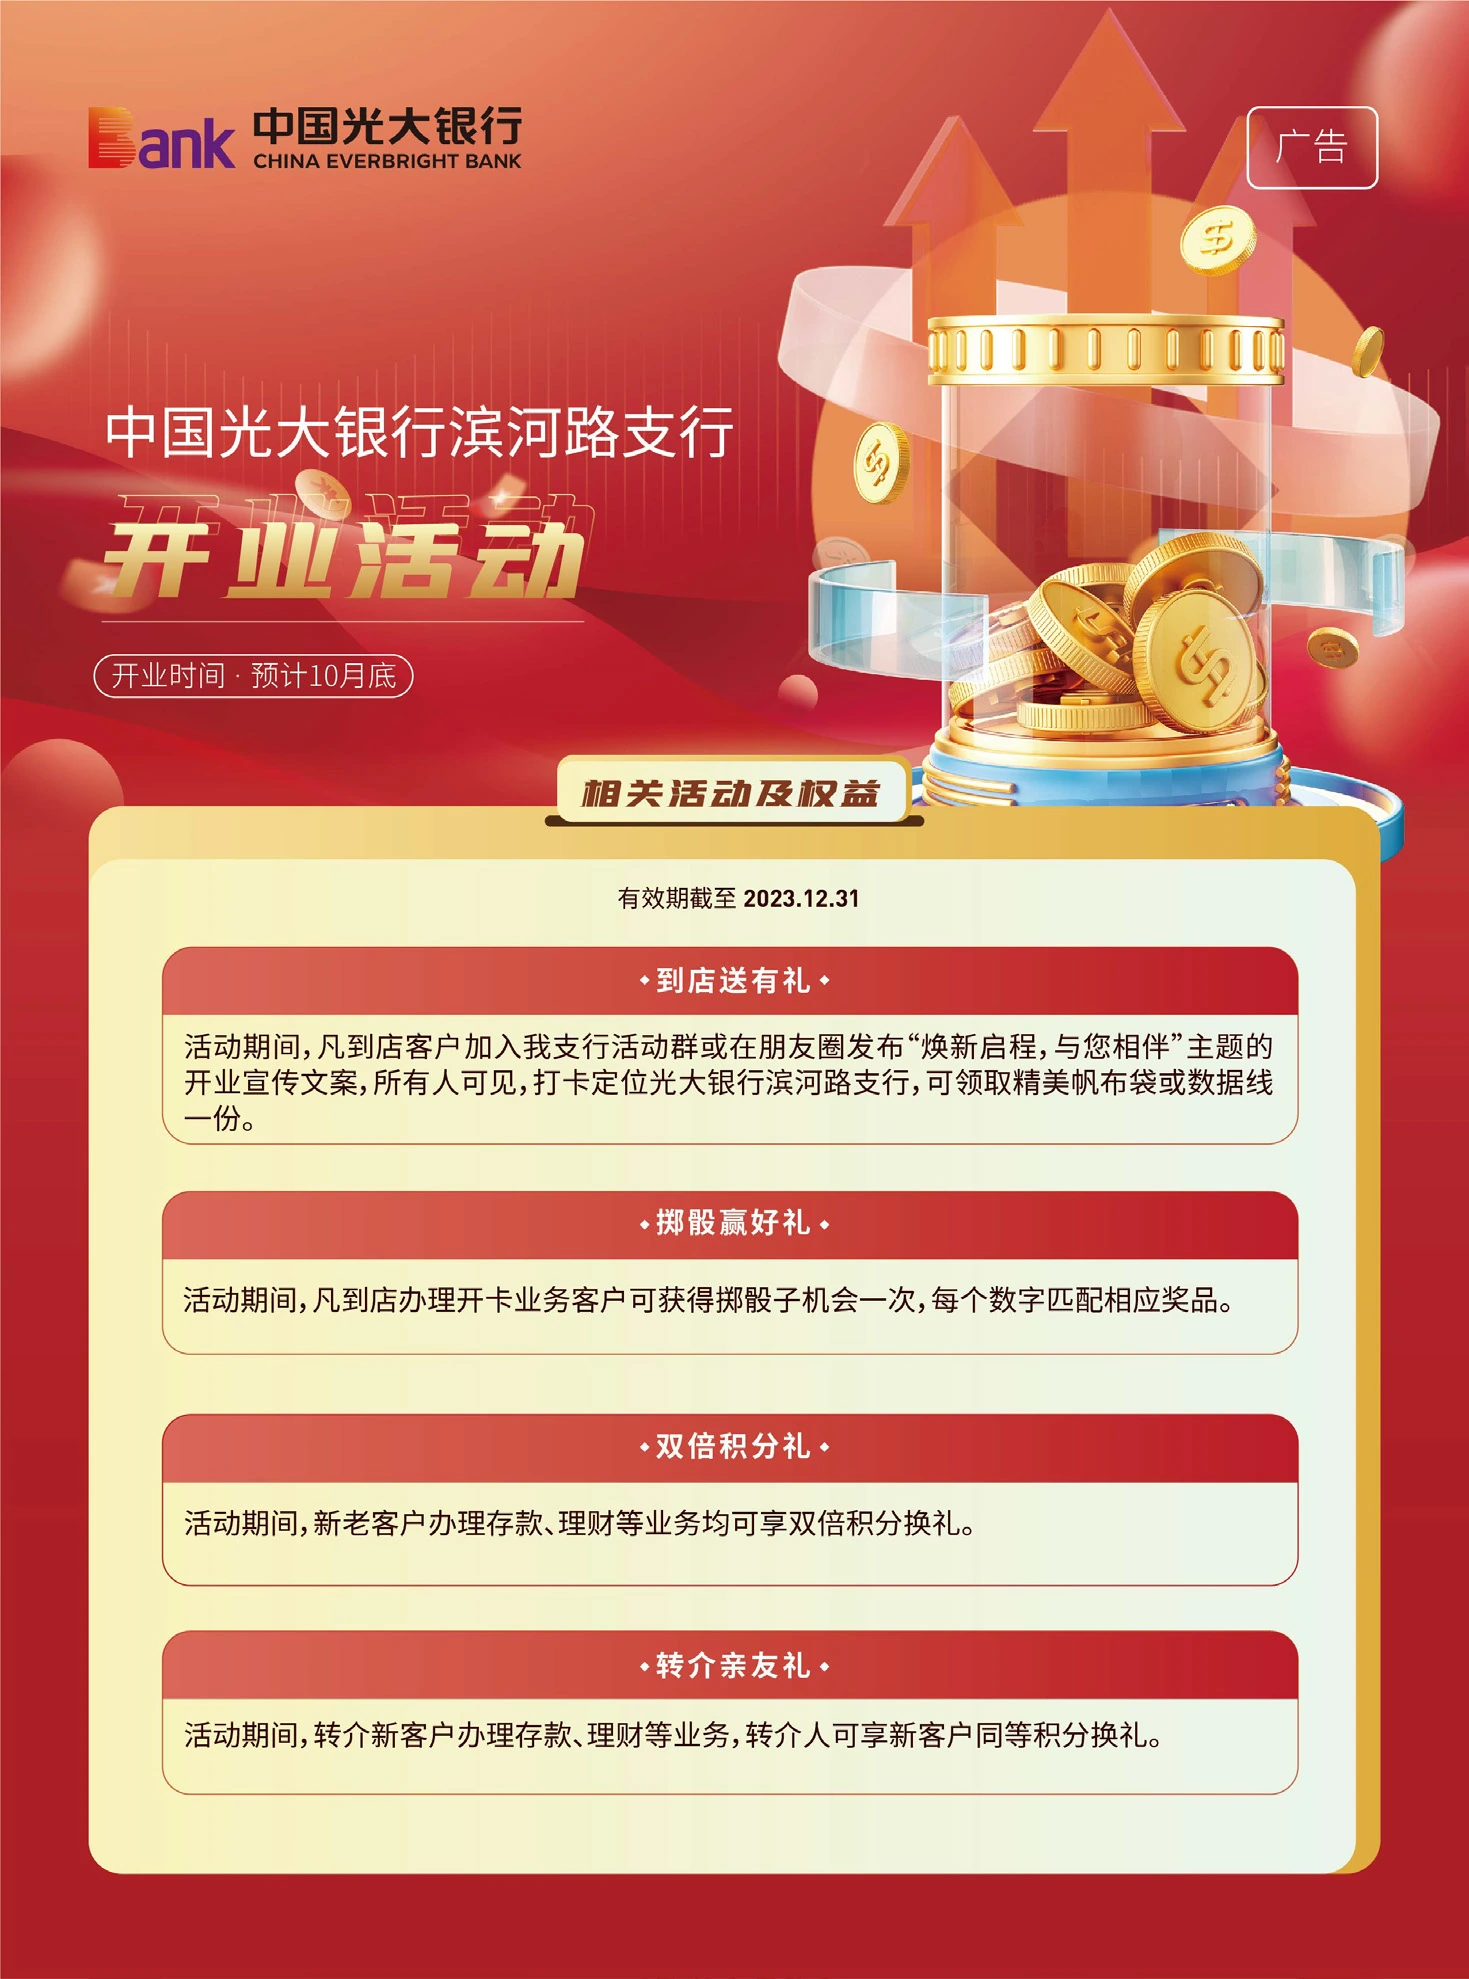 Bank 中国光大银行
CHINA EVERBRIGHT BANK
广告
中国光大银行滨河路支行
开业活动
开业时间·预计10月底
相关活动及权益
有效期截至 2023.12.31
到店送有礼
活动期间，凡到店客户加入我支行活动群或在朋友圈发布“焕新启程，与您相伴”主题的
开业宣传文案，所有人可见，打卡定位光大银行滨河路支行，可领取精美帆布袋或数据线
一份。
掷骰赢好礼
活动期间，凡到店办理开卡业务客户可获得掷骰子机会一次，每个数字匹配相应奖品。
双倍积分礼
活动期间，新老客户办理存款、理财等业务均可享双倍积分换礼。
转介亲友礼
活动期间，转介新客户办理存款、理财等业务，转介人可享新客户同等积分换礼。